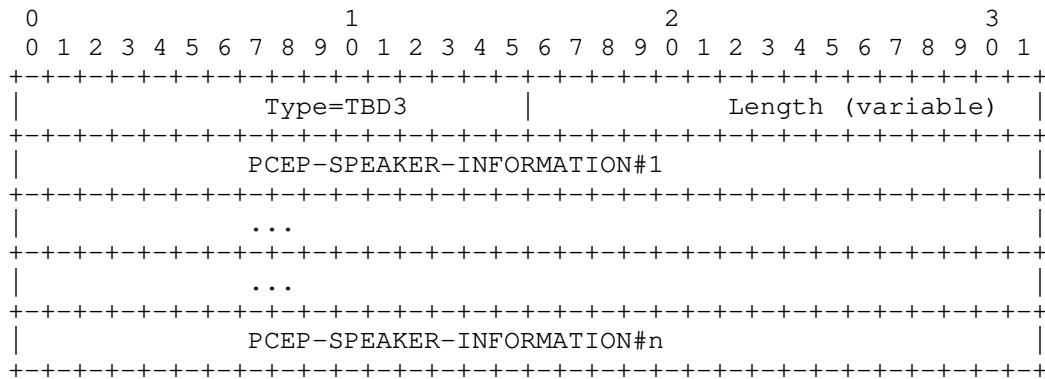 0                   1                   2                   3
 0 1 2 3 4 5 6 7 8 9 0 1 2 3 4 5 6 7 8 9 0 1 2 3 4 5 6 7 8 9 0 1
+-+-+-+-+-+-+-+-+-+-+-+-+-+-+-+-+-+-+-+-+-+-+-+-+-+-+-+-+-+-+-+-+
|               Type=TBD3       |            Length (variable)  |
+-+-+-+-+-+-+-+-+-+-+-+-+-+-+-+-+-+-+-+-+-+-+-+-+-+-+-+-+-+-+-+-+
|              PCEP-SPEAKER-INFORMATION#1                       |
+-+-+-+-+-+-+-+-+-+-+-+-+-+-+-+-+-+-+-+-+-+-+-+-+-+-+-+-+-+-+-+-+
|              ...                                              |
+-+-+-+-+-+-+-+-+-+-+-+-+-+-+-+-+-+-+-+-+-+-+-+-+-+-+-+-+-+-+-+-+
|              ...                                              |
+-+-+-+-+-+-+-+-+-+-+-+-+-+-+-+-+-+-+-+-+-+-+-+-+-+-+-+-+-+-+-+-+
|              PCEP-SPEAKER-INFORMATION#n                       |
+-+-+-+-+-+-+-+-+-+-+-+-+-+-+-+-+-+-+-+-+-+-+-+-+-+-+-+-+-+-+-+-+